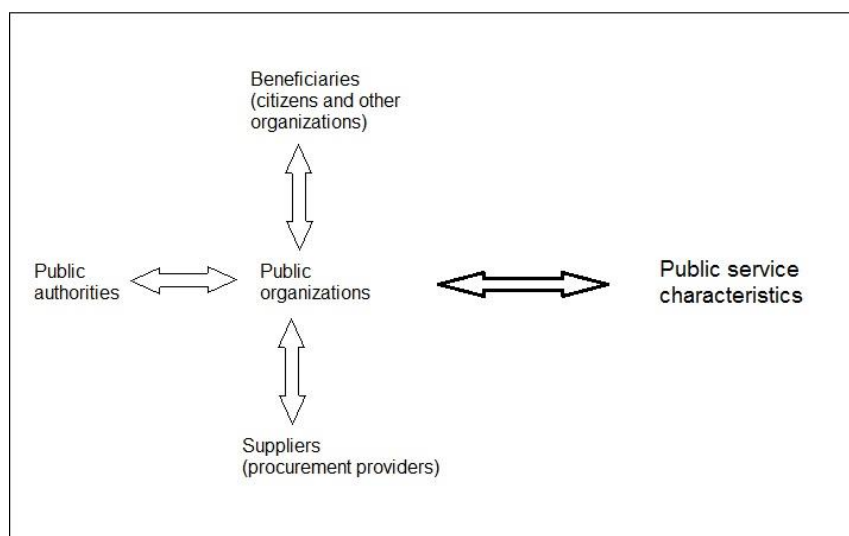 Beneficiaries
(citizens and other
organizations)
Public
authorities
Public
organizations
Public service
characteristics
Suppliers
(procurement providers)